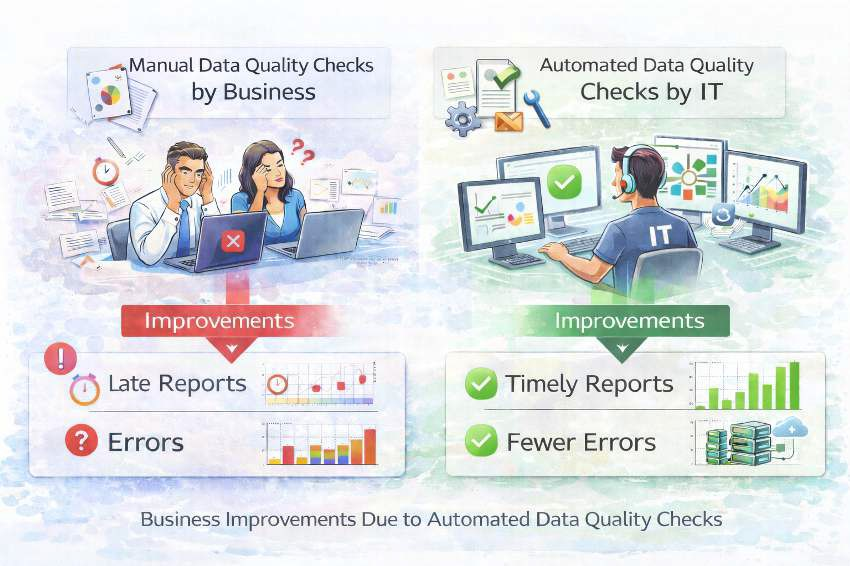 Manual Data Quality Checks
by Business
Automated Data Quality
Checks by IT
??
IT
Improvements
Improvements
!
Late Reports
? Errors
Timely Reports
Fewer Errors
Business Improvements Due to Automated Data Quality Checks